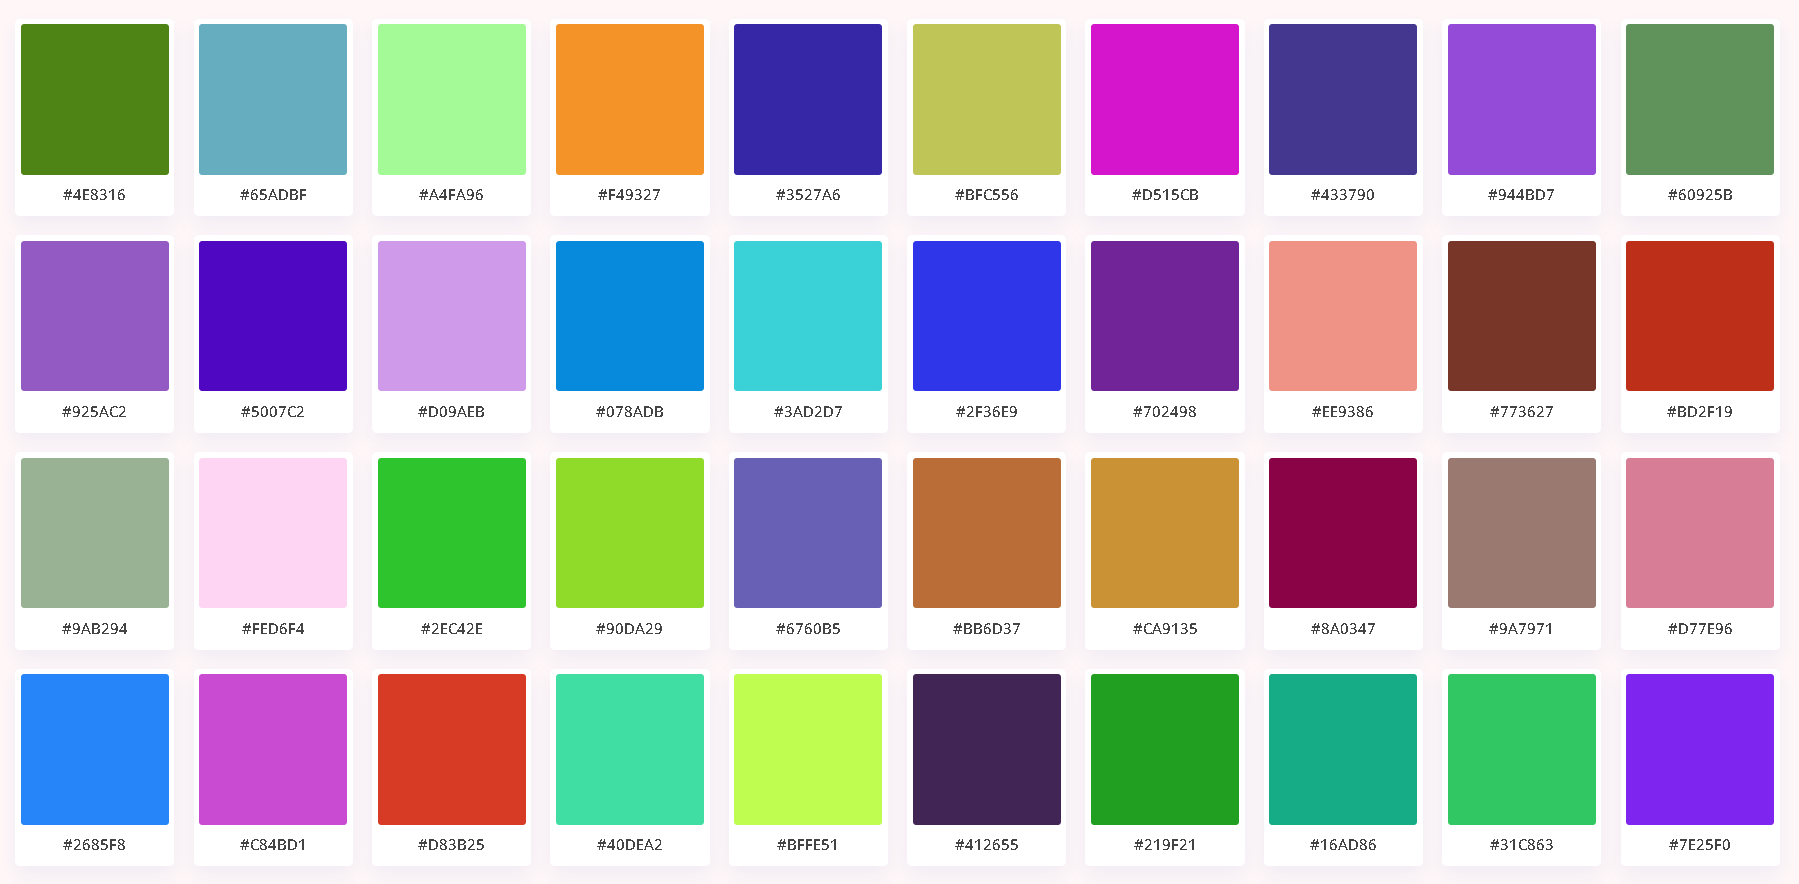 #4E8316 #65ADBF #A4FA96 #F49327 #3527A6 #BFC556 #D515CB #433790 #944BD7 #60925B
#925AC2 #5007C2 #D09AEB #078ADB #3AD2D7 #2F36E9 #702498 #EE9386 #773627 #BD2F19
#9AB294 #FED6F4 #2EC42E #90DA29 #6760B5 #BB6D37 #CA9135 #8A0347 #9A7971 #D77E96
#2685F8 #C84BD1 #D83B25 #40DEA2 #BFFE51 #412655 #219F21 #16AD86 #31C863 #7E25F0